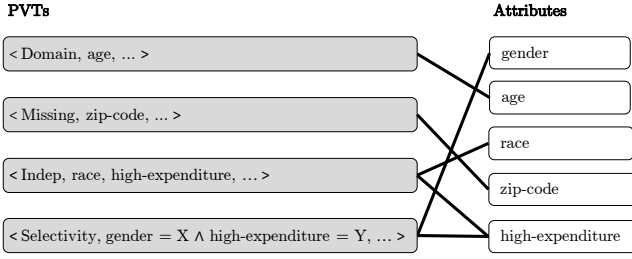 PVTs
Attributes
< Domain, age, ... >
gender
age
< Missing, zip-code, ... >
race
< Indep, race, high-expenditure, ... >
zip-code
< Selectivity, gender = X ∧ high-expenditure = Y, ... >
high-expenditure